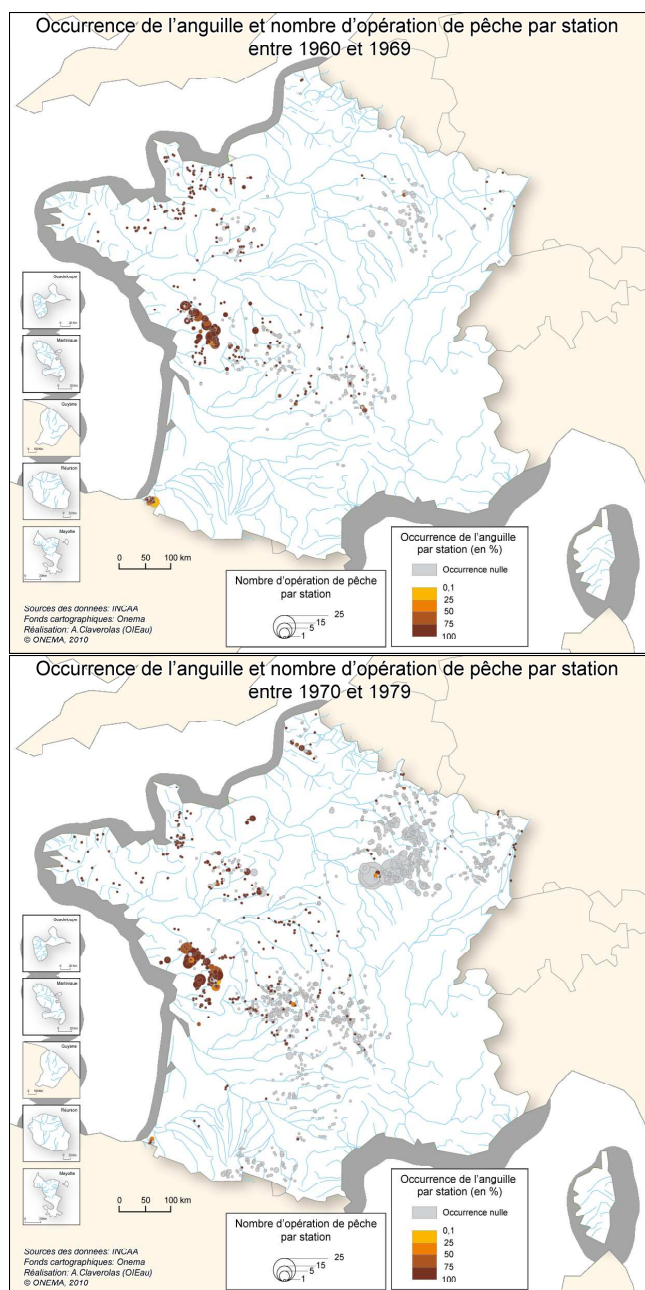 Occurrence de l'anguille et nombre d'opération de pêche par station
entre 1960 et 1969
Guadeloupe
Martinique
Guyane
Réunion
Mayotte
0 50 100 km
Sources des données: INCAA
Fonds cartographiques: Onema
Réalisation: A.Claverolas (OIEau)
© ONEMA, 2010
Nombre d'opération de pêche
par station
25
15
5
1
Occurrence de l'anguille
par station (en %)
Occurrence nulle
0,1
25
50
75
100
Occurrence de l'anguille et nombre d'opération de pêche par station
entre 1970 et 1979
Guadeloupe
Martinique
Guyane
Réunion
Mayotte
0 50 100 km
Sources des données: INCAA
Fonds cartographiques: Onema
Réalisation: A.Claverolas (OIEau)
© ONEMA, 2010
Nombre d'opération de pêche
par station
25
15
5
1
Occurrence de l'anguille
par station (en %)
Occurrence nulle
0,1
25
50
75
100